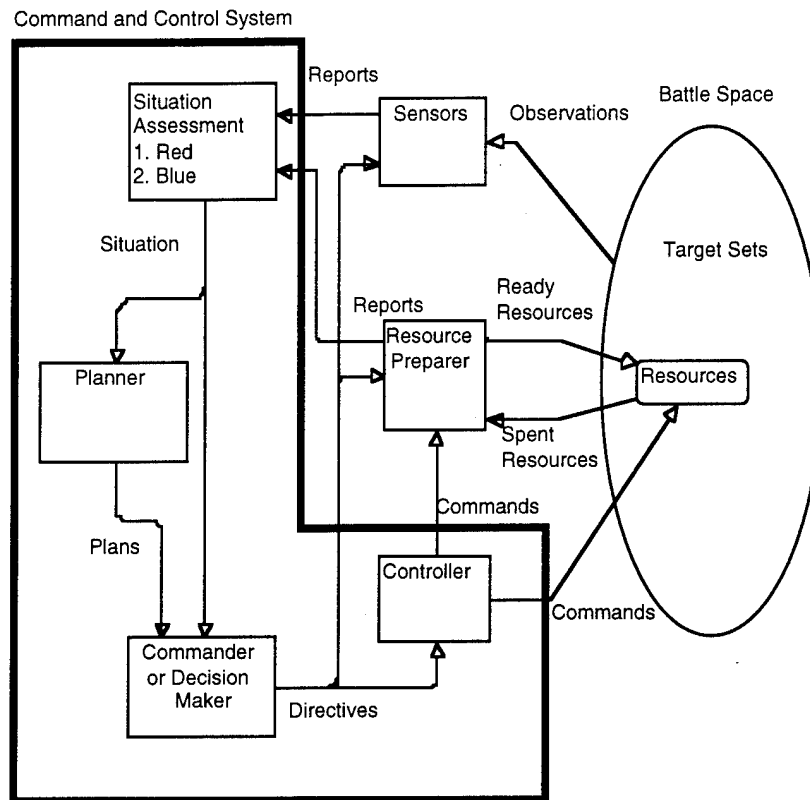 Command and Control System
Reports
Situation
Assessment
1. Red
2. Blue
Sensors
Observations
Battle Space
Target Sets
Situation
Reports
Ready
Resources
Resource
Preparer
Resources
Planner
Spent
Resources
Commands
Plans
Controller
Commands
Commander
or Decision
Maker
Directives